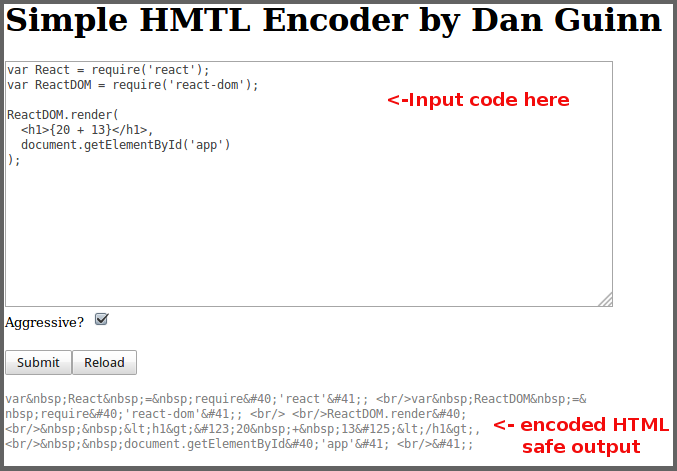 Simple HMTL Encoder by Dan Guinn
var React = require('react');
var ReactDOM = require('react-dom');
<-Input code here
ReactDOM.render(
  <h1>{20 + 13}</h1>,
  document.getElementById('app')
);
Aggressive?
Submit Reload
var&nbsp;React&nbsp;=&nbsp;require&#40;'react'&#41;; <br/>var&nbsp;ReactDOM&nbsp;=&
nbsp;require&#40;'react-dom'&#41;; <br/> <br/>ReactDOM.render&#40;
<br/>&nbsp;&nbsp;&lt;h1&gt;&#123;20&nbsp;+&nbsp;13&#125;&lt;/h1&gt;,
<br/>&nbsp;&nbsp;document.getElementById&#40;'app'&#41; <br/>&#41;;
<- encoded HTML
safe output